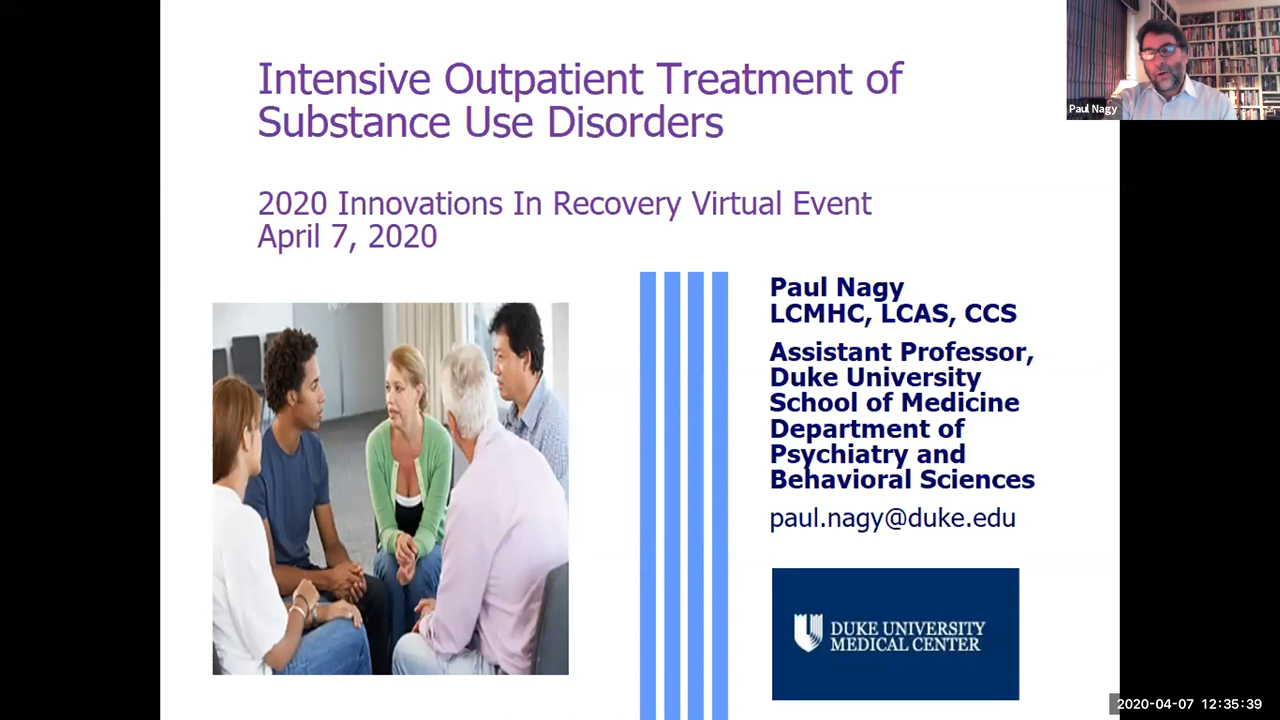 Intensive Outpatient Treatment of
Substance Use Disorders
2020 Innovations In Recovery Virtual Event
April 7, 2020
Paul Nagy
LCMHC, LCAS, CCS
Assistant Professor,
Duke University
School of Medicine
Department of
Psychiatry and
Behavioral Sciences
paul.nagy@duke.edu
DUKE UNIVERSITY
MEDICAL CENTER
Paul Nagy
2020-04-07 12:35:39